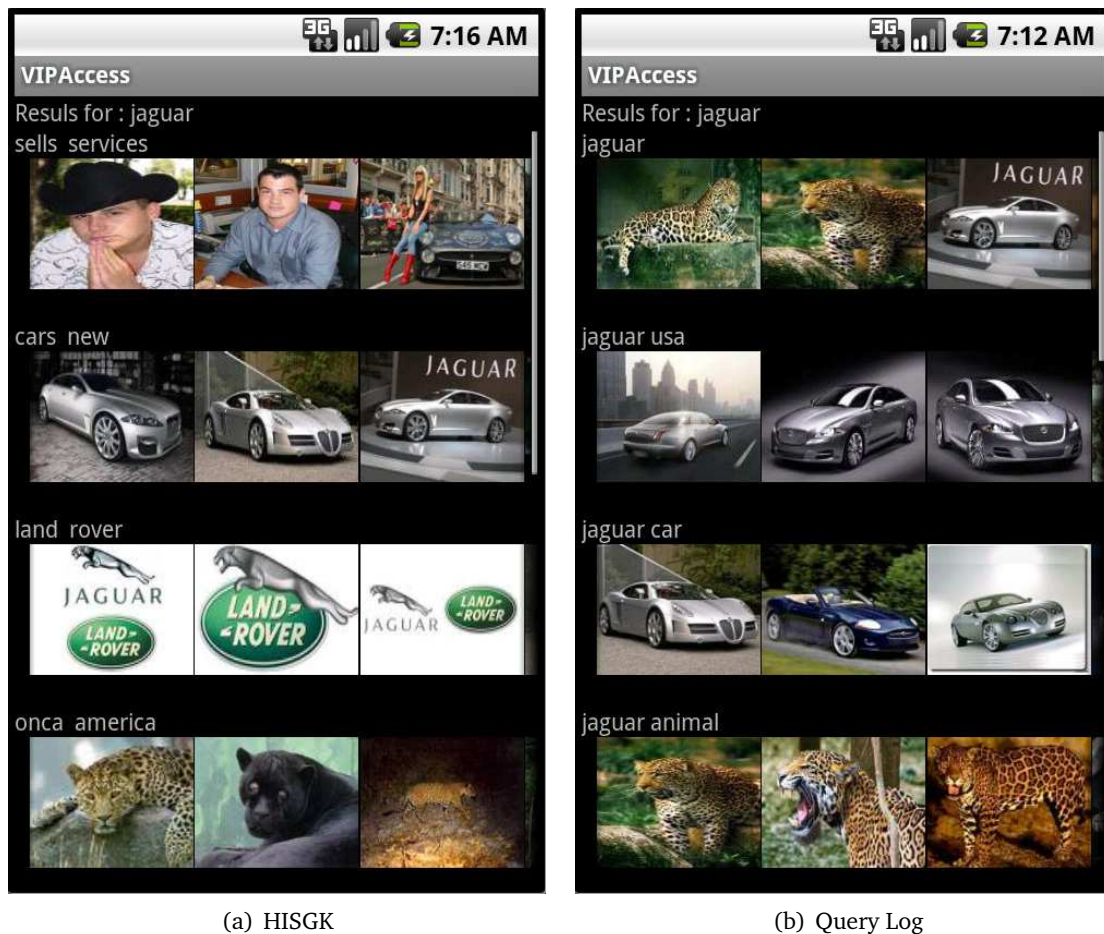 3G 7:16 AM
VIPAccess
Resuls for : jaguar
sells services
cars new
JAGUAR
land rover
JAGUAR
LAND-
-ROVER
LAND-
-ROVER
JAGUAR
LAND-
-ROVER
onca america
(a) HISGK
3G 7:12 AM
VIPAccess
Resuls for : jaguar
jaguar
JAGUAR
jaguar usa
jaguar car
jaguar animal
(b) Query Log